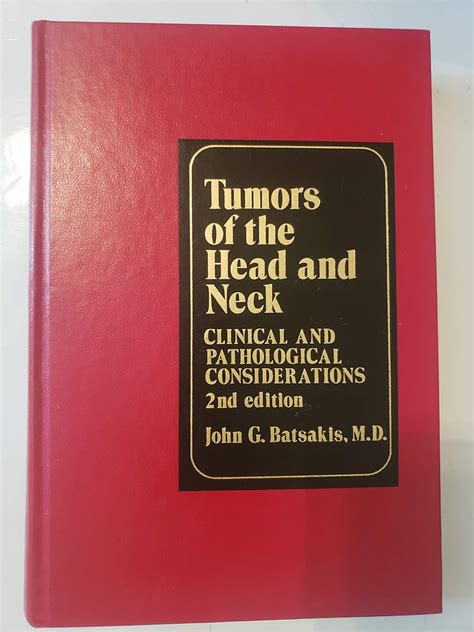 Tumors
of the
Head and
Neck
CLINICAL AND
PATHOLOGICAL
CONSIDERATIONS
2nd edition
John G. Batsakis, M.D.